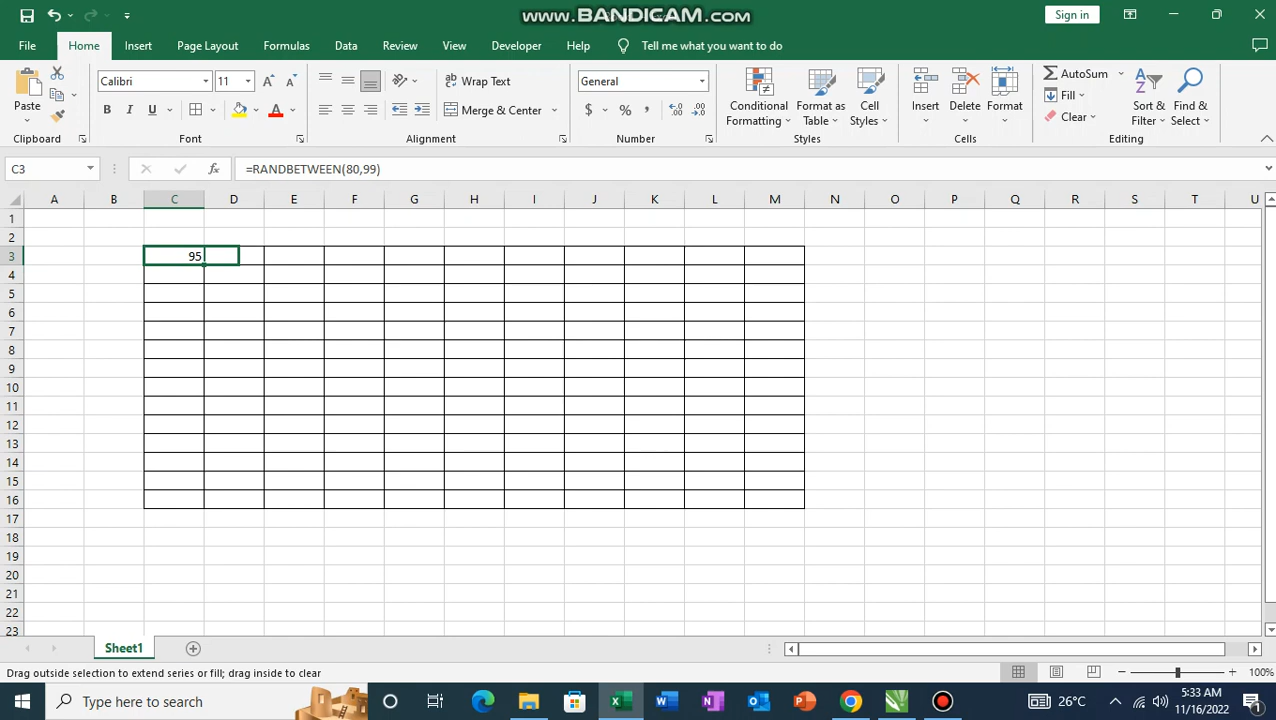 www.BANDICAM.com
Sign in
File Home Insert Page Layout Formulas Data Review View Developer Help Tell me what you want to do
Calibri 11 Wrap Text General AutoSum
Paste Fill
B I U A Merge & Center $ % , Conditional Formatting Format as Table Cell Styles Insert Delete Format Clear Sort & Filter Find & Select
Clipboard Font Alignment Number Styles Cells Editing
C3 fx =RANDBETWEEN(80,99)
A B C D E F G H I J K L M N O P Q R S T U
1
2
3 95
4
5
6
7
8
9
10
11
12
13
14
15
16
17
18
19
20
21
22
23
Sheet1
Drag outside selection to extend series or fill; drag inside to clear 100%
Type here to search 26°C 5:33 AM
11/16/2022 1